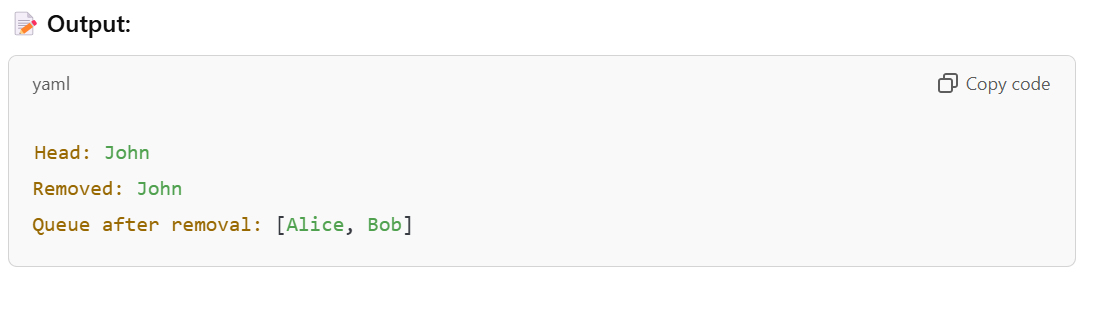 📝 Output:
yaml
Copy code
Head: John
Removed: John
Queue after removal: [Alice, Bob]